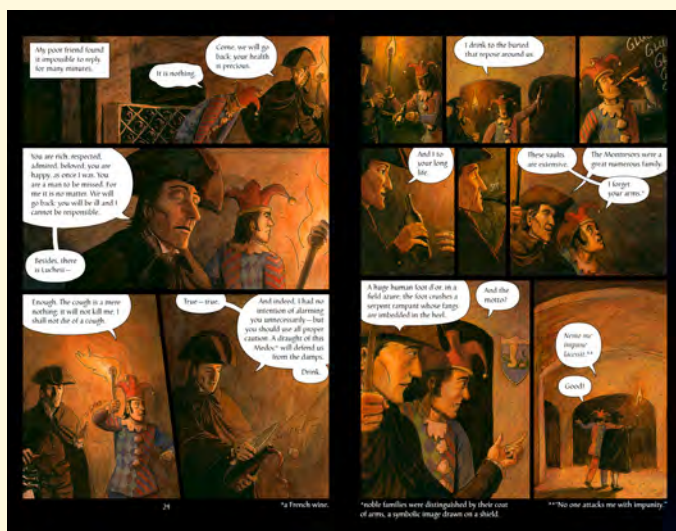 My poor friend found
it impossible to reply
for many minutes.
It is nothing.
Come, we will go
back; your health
is precious.
You are rich, respected,
admired, beloved; you are
happy, as once I was. You
are a man to be missed. For
me it is no matter. We will
go back; you will be ill and I
cannot be responsible.
Besides, there
is Luchesi—
Enough. The cough is a mere
nothing; it will not kill me. I
shall not die of a cough.
True—true.
And indeed, I had no
intention of alarming
you unnecessarily—but
you should use all proper
caution. A draught of this
Medoc* will defend us
from the damps.
Drink.
24
*a French wine.
I drink to the buried
that repose around us.
GLUG
And I to
your long
life.
These vaults
are extensive.
The Montresors were a
great numerous family.
I forget
your arms.*
A huge human foot d'or, in a
field azure; the foot crushes a
serpent rampant whose fangs
are imbedded in the heel.
And the
motto?
Nemo me
impune
lacessit.**
Good!
*noble families were distinguished by their coat
of arms, a symbolic image drawn on a shield.
**"No one attacks me with impunity."